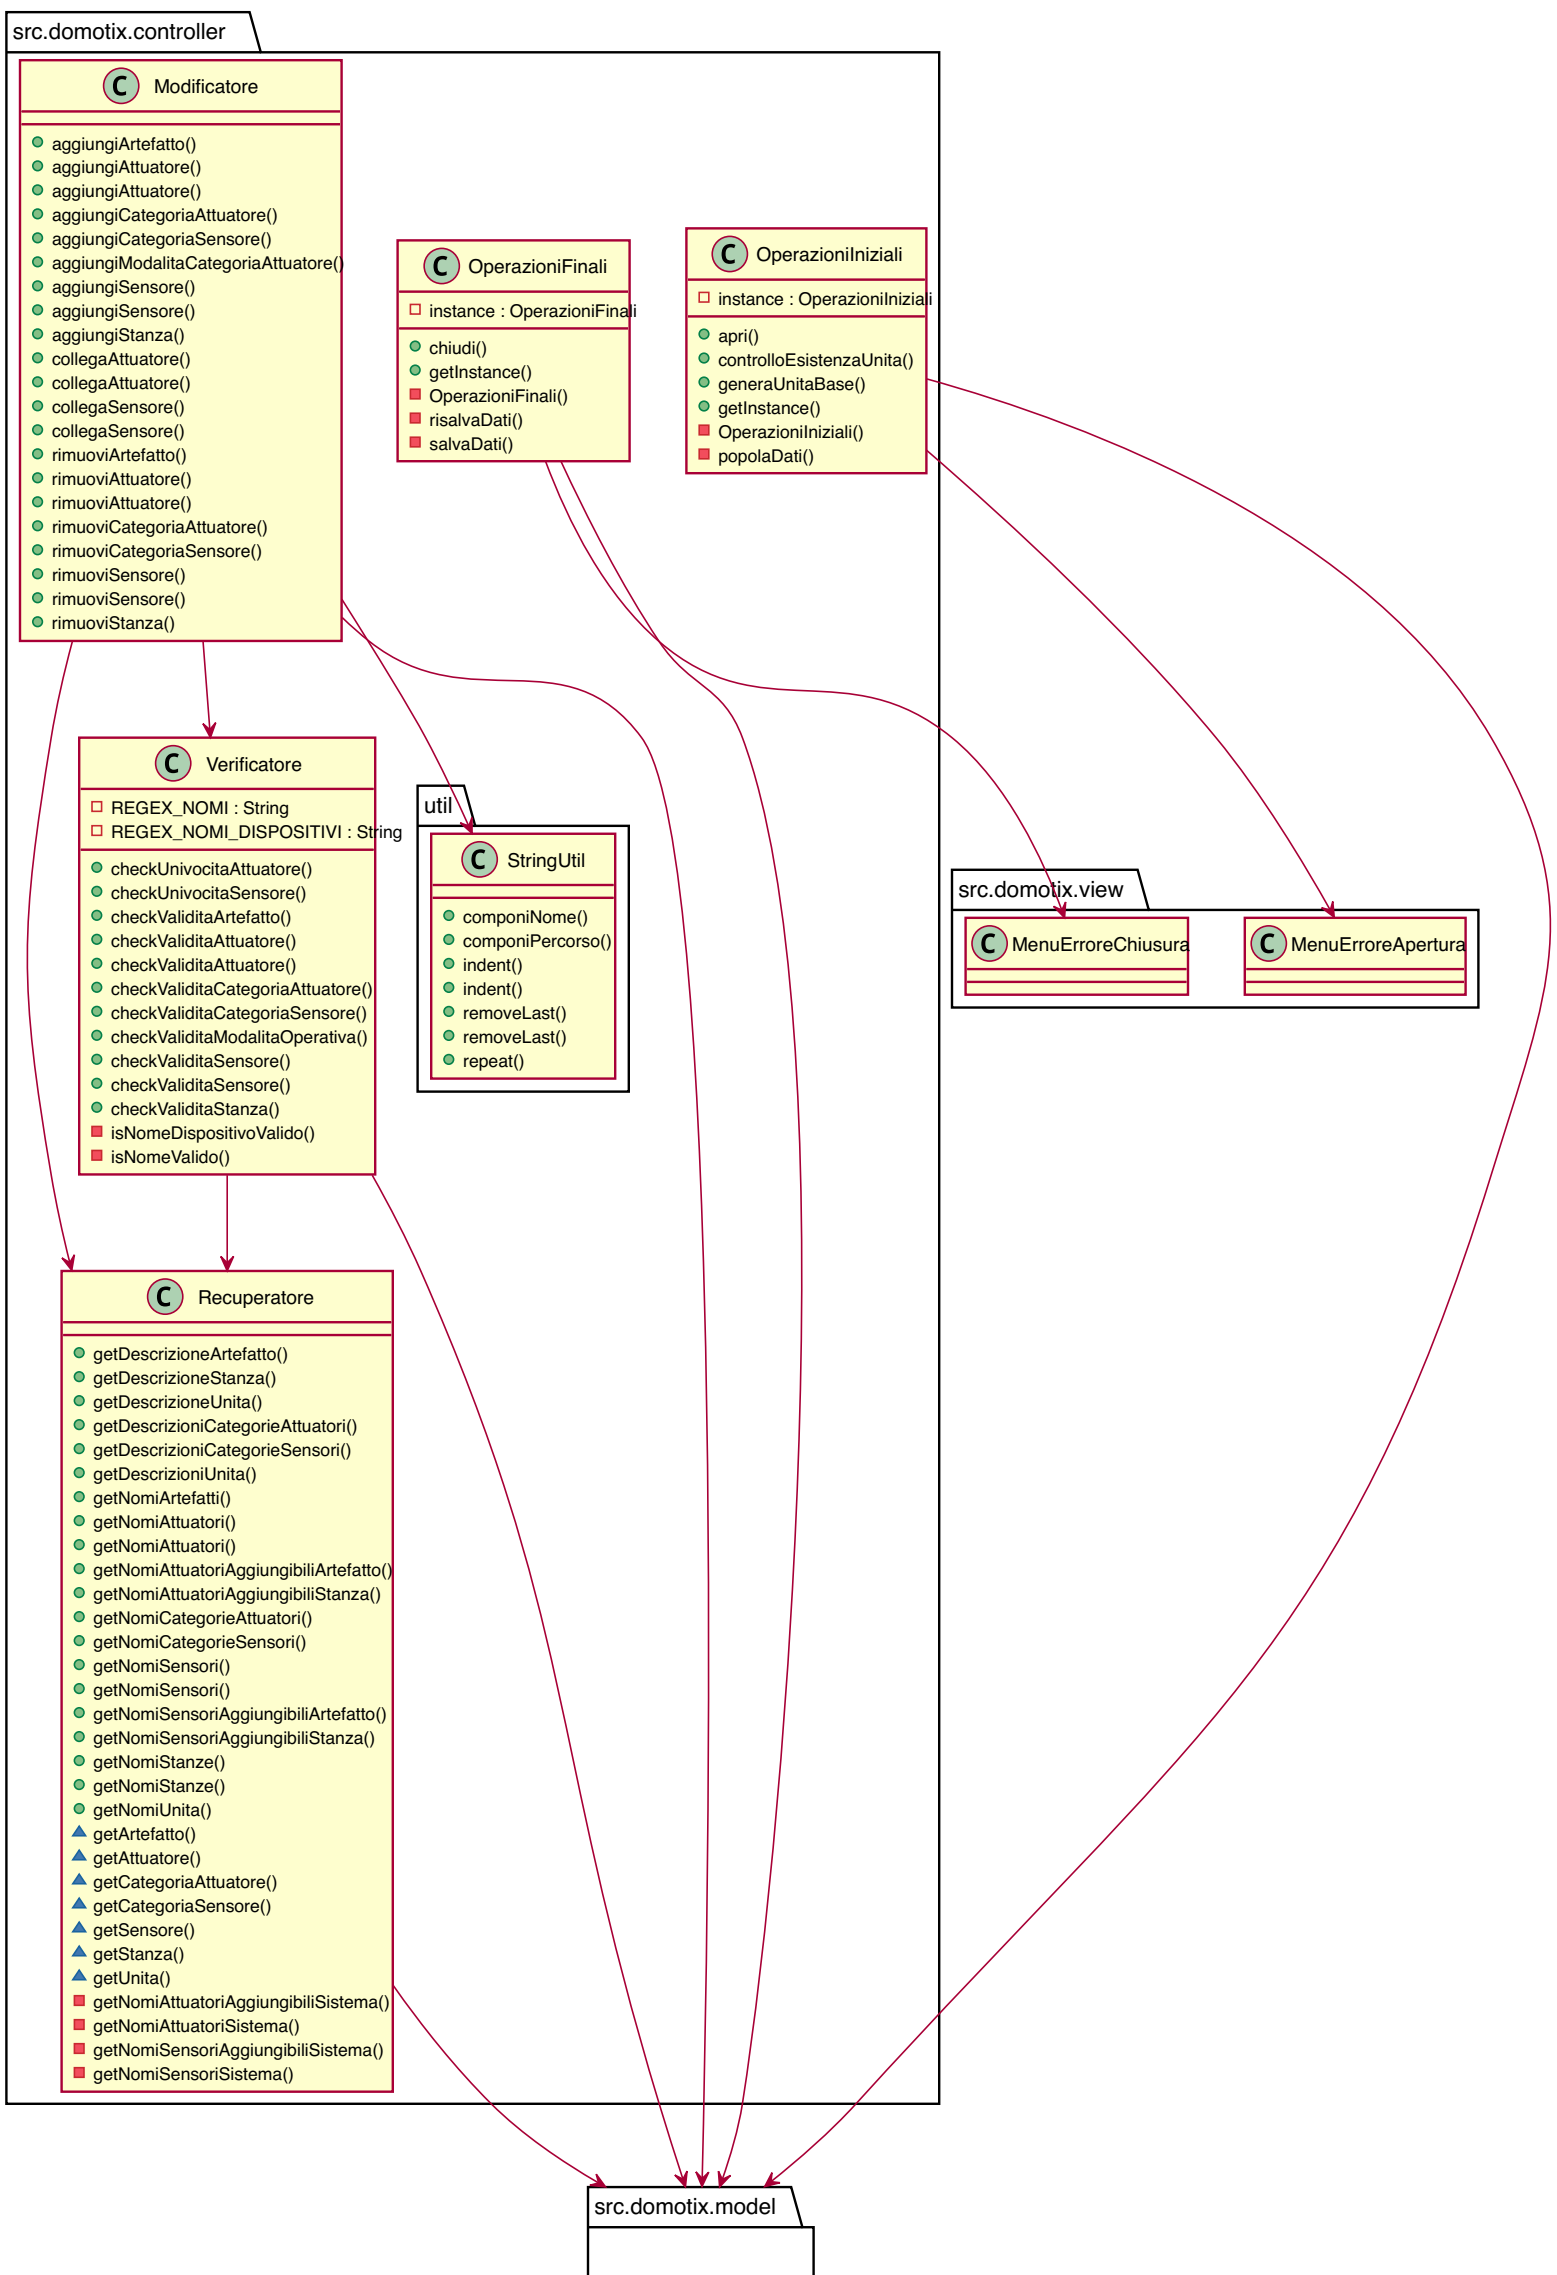 src.domotix.controller
C Modificatore
aggiungiArtefatto()
aggiungiAttuatore()
aggiungiAttuatore()
aggiungiCategoriaAttuatore()
aggiungiCategoriaSensore()
aggiungiModalitaCategoriaAttuatore()
aggiungiSensore()
aggiungiSensore()
aggiungiStanza()
collegaAttuatore()
collegaAttuatore()
collegaSensore()
collegaSensore()
rimuoviArtefatto()
rimuoviAttuatore()
rimuoviAttuatore()
rimuoviCategoriaAttuatore()
rimuoviCategoriaSensore()
rimuoviSensore()
rimuoviSensore()
rimuoviStanza()
C OperazioniFinali
instance : OperazioniFinali
chiudi()
getInstance()
OperazioniFinali()
risalvaDati()
salvaDati()
C OperazioniIniziali
instance : OperazioniIniziali
apri()
controlloEsistenzaUnita()
generaUnitaBase()
getInstance()
OperazioniIniziali()
popolaDati()
C Verificatore
REGEX_NOMI : String
REGEX_NOMI_DISPOSITIVI : String
checkUnivocitaAttuatore()
checkUnivocitaSensore()
checkValiditaArtefatto()
checkValiditaAttuatore()
checkValiditaAttuatore()
checkValiditaCategoriaAttuatore()
checkValiditaCategoriaSensore()
checkValiditaModalitaOperativa()
checkValiditaSensore()
checkValiditaSensore()
checkValiditaStanza()
isNomeDispositivoValido()
isNomeValido()
util
C StringUtil
componiNome()
componiPercorso()
indent()
indent()
removeLast()
removeLast()
repeat()
src.domotix.view
C MenuErroreChiusura
C MenuErroreApertura
C Recuperatore
getDescrizioneArtefatto()
getDescrizioneStanza()
getDescrizioneUnita()
getDescrizioniCategorieAttuatori()
getDescrizioniCategorieSensori()
getDescrizioniUnita()
getNomiArtefatti()
getNomiAttuatori()
getNomiAttuatori()
getNomiAttuatoriAggiungibiliArtefatto()
getNomiAttuatoriAggiungibiliStanza()
getNomiCategorieAttuatori()
getNomiCategorieSensori()
getNomiSensori()
getNomiSensori()
getNomiSensoriAggiungibiliArtefatto()
getNomiSensoriAggiungibiliStanza()
getNomiStanze()
getNomiStanze()
getNomiUnita()
getArtefatto()
getAttuatore()
getCategoriaAttuatore()
getCategoriaSensore()
getSensore()
getStanza()
getUnita()
getNomiAttuatoriAggiungibiliSistema()
getNomiAttuatoriSistema()
getNomiSensoriAggiungibiliSistema()
getNomiSensoriSistema()
src.domotix.model